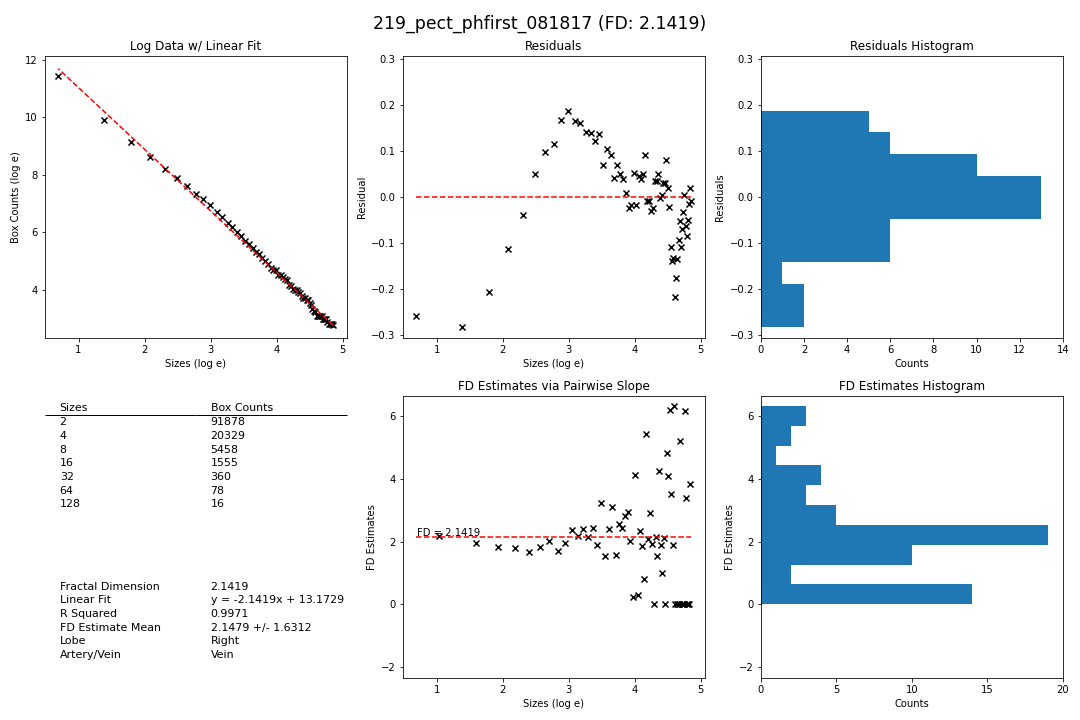 219_pect_phfirst_081817 (FD: 2.1419)
Log Data w/ Linear Fit
12
10
8
6
4
Box Counts (log e)
1 2 3 4 5
Sizes (log e)
Residuals
0.3
0.2
0.1
0.0
−0.1
−0.2
−0.3
Residual
1 2 3 4 5
Sizes (log e)
Residuals Histogram
0.3
0.2
0.1
0.0
−0.1
−0.2
−0.3
Residuals
0 2 4 6 8 10 12 14
Counts
Sizes Box Counts
2 91878
4 20329
8 5458
16 1555
32 360
64 78
128 16
Fractal Dimension 2.1419
Linear Fit y = -2.1419x + 13.1729
R Squared 0.9971
FD Estimate Mean 2.1479 +/- 1.6312
Lobe Right
Artery/Vein Vein
FD Estimates via Pairwise Slope
6
4
2
0
−2
FD Estimates
FD = 2.1419
1 2 3 4 5
Sizes (log e)
FD Estimates Histogram
6
4
2
0
−2
FD Estimates
0 5 10 15 20
Counts